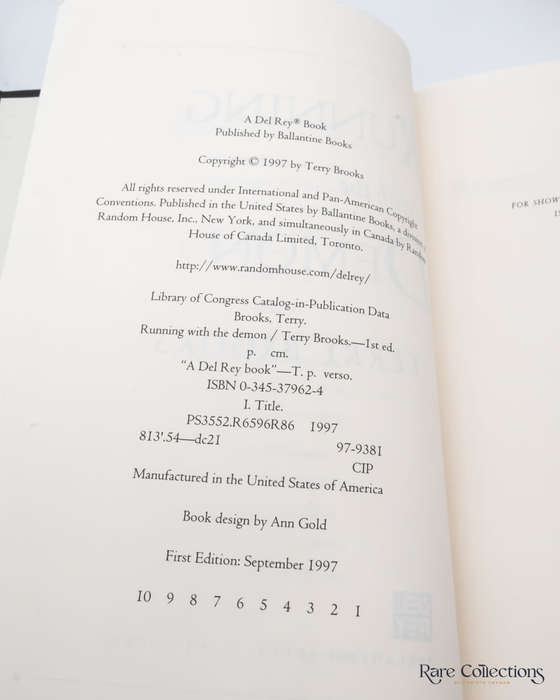 A Del Rey® Book
Published by Ballantine Books
Copyright © 1997 by Terry Brooks
All rights reserved under International and Pan-American Copyright
Conventions. Published in the United States by Ballantine Books, a
Random House, Inc., New York, and simultaneously in Canada by Random
House of Canada Limited, Toronto.
http://www.randomhouse.com/delrey/
Library of Congress Catalog-in-Publication Data
Brooks, Terry.
Running with the demon / Terry Brooks.—1st ed.
p. cm.
“A Del Rey book”—T. p. verso.
ISBN 0-345-37962-4
I. Title.
PS3552.R6596R86 1997
813'.54—dc21
97-9381
CIP
Manufactured in the United States of America
Book design by Ann Gold
First Edition: September 1997
10 9 8 7 6 5 4 3 2 1
FOR SHOW
Rare Collections